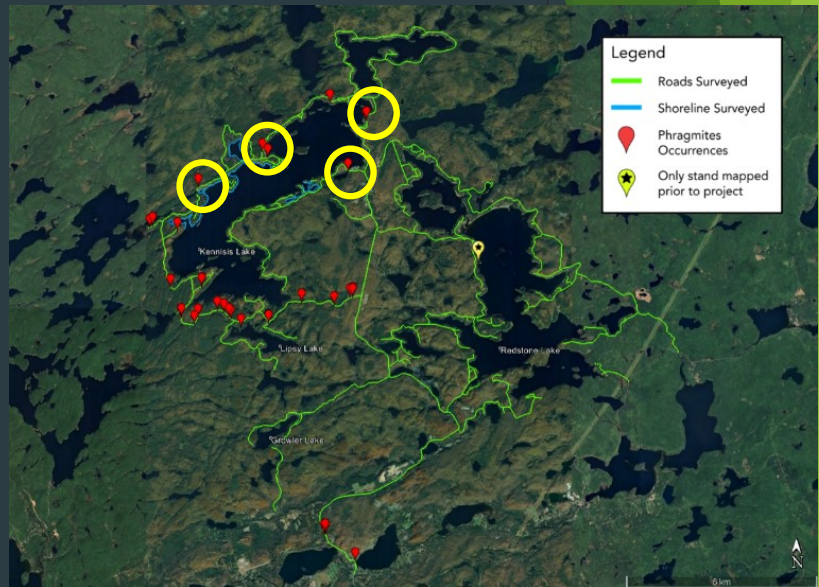 Legend
Roads Surveyed
Shoreline Surveyed
Phragmites
Occurrences
Only stand mapped
prior to project
Kennisis Lake
Lipsy Lake
Redstone Lake
Growler Lake
N
6 km